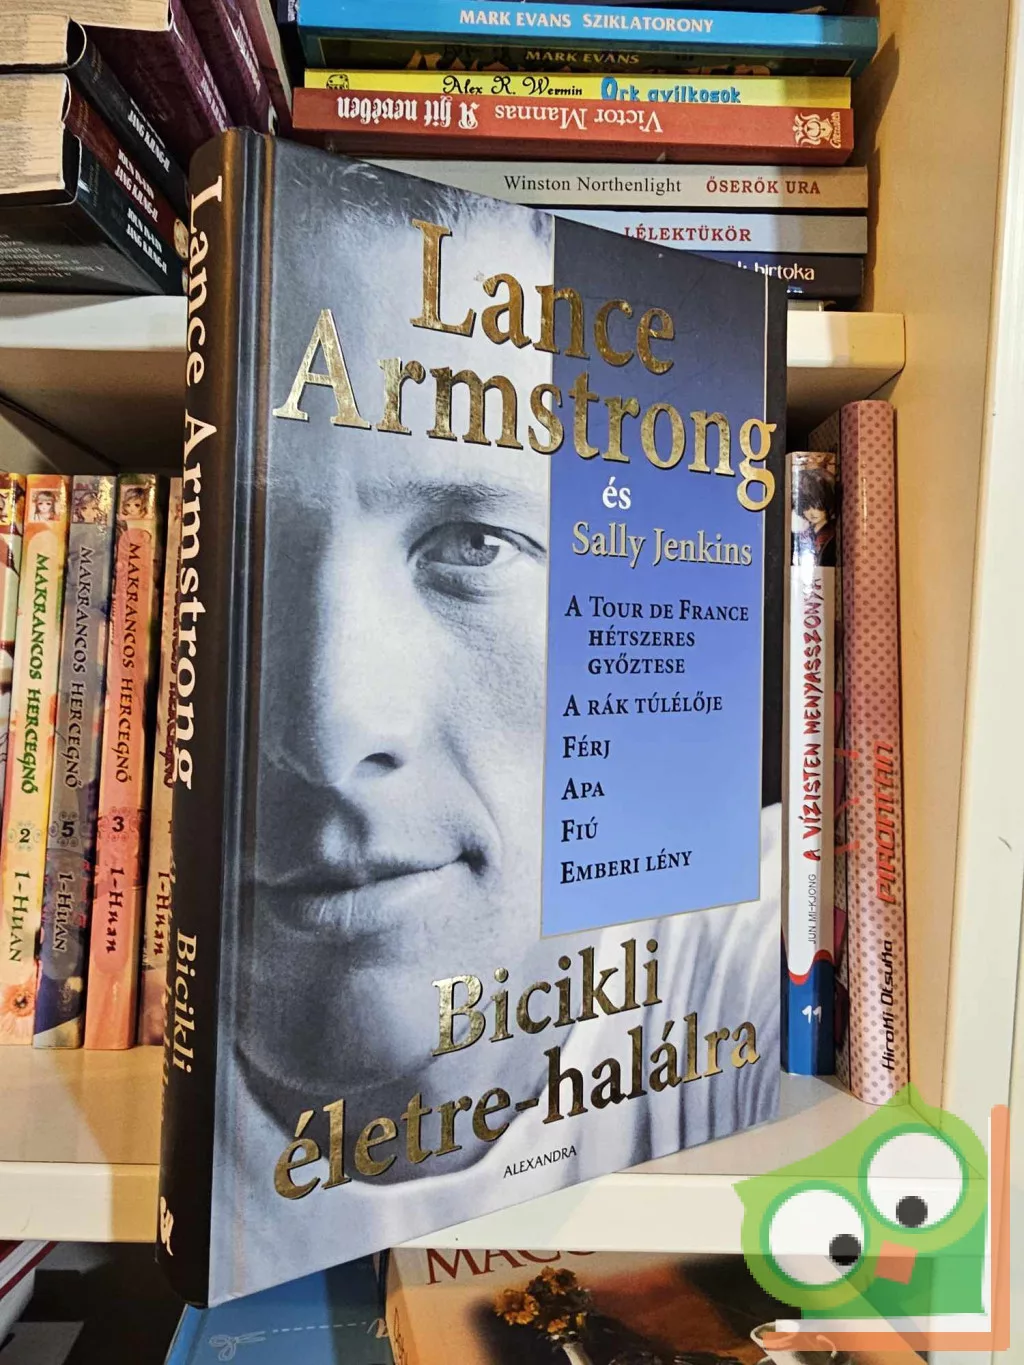 MARK EVANS SZIKLATORONY
MARK EVANS
Alex R. Wermin Ork gyilkosok
Victor Mannas A hit nevében
Winston Northenlight ŐSERŐK URA
LÉLEKTÜKÖR
birtoka
Lance Armstrong
Bicikli
Lance
Armstrong
és
Sally Jenkins
A TOUR DE FRANCE
HÉTSZERES
GYŐZTESE
A RÁK TÚLÉLŐJE
FÉRJ
APA
FIÚ
EMBERI LÉNY
Bicikli
életre-halálra
ALEXANDRA
MAKRANCOS HERCEGNŐ
2
I-HUAN
MAKRANCOS HERCEGNŐ
5
I-HUAN
MAKRANCOS HERCEGNŐ
3
I-HUAN
I-HUAN
JUN MI-KJONG A VÍZISTEN MENYASSZONYA
11
Hiroki Otsuka PIRONTAN